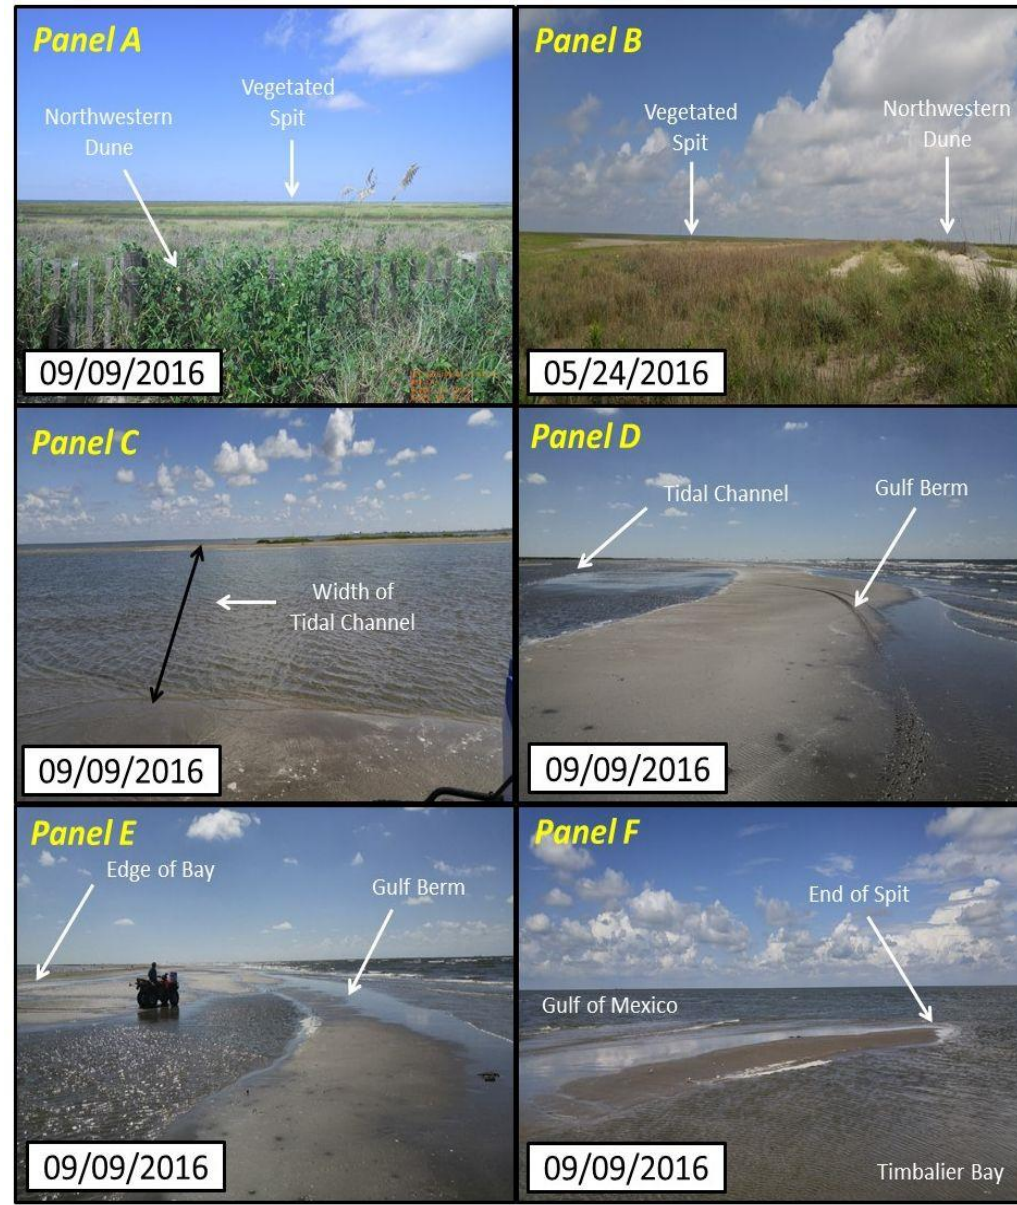 Panel A
Vegetated
Spit
Northwestern
Dune
09/09/2016
Panel B
Vegetated
Spit
Northwestern
Dune
05/24/2016
Panel C
Width of
Tidal Channel
09/09/2016
Panel D
Tidal Channel
Gulf Berm
09/09/2016
Panel E
Edge of Bay
Gulf Berm
09/09/2016
Panel F
End of Spit
Gulf of Mexico
Timbalier Bay
09/09/2016